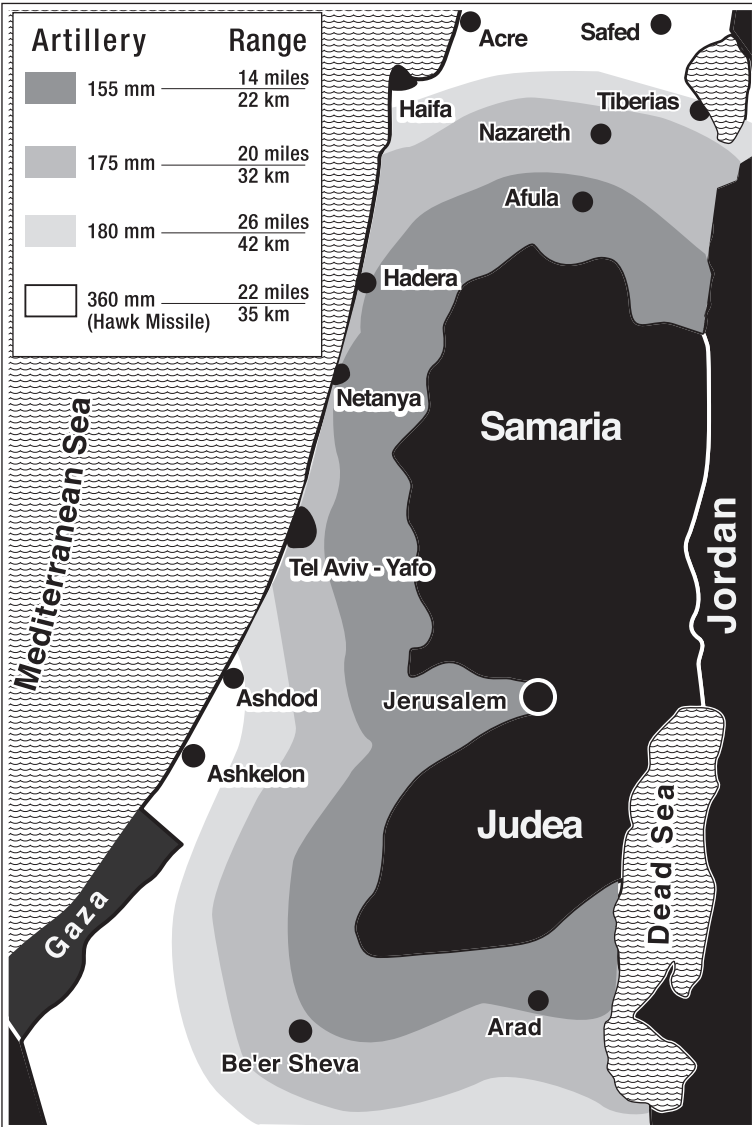 Artillery Range
155 mm 14 miles
22 km
175 mm 20 miles
32 km
180 mm 26 miles
42 km
360 mm 22 miles
(Hawk Missile) 35 km
Acre
Safed
Haifa
Tiberias
Nazareth
Afula
Hadera
Netanya
Samaria
Mediterranean Sea
Jordan
Tel Aviv - Yafo
Ashdod
Jerusalem
Ashkelon
Judea
Dead Sea
Gaza
Arad
Be'er Sheva